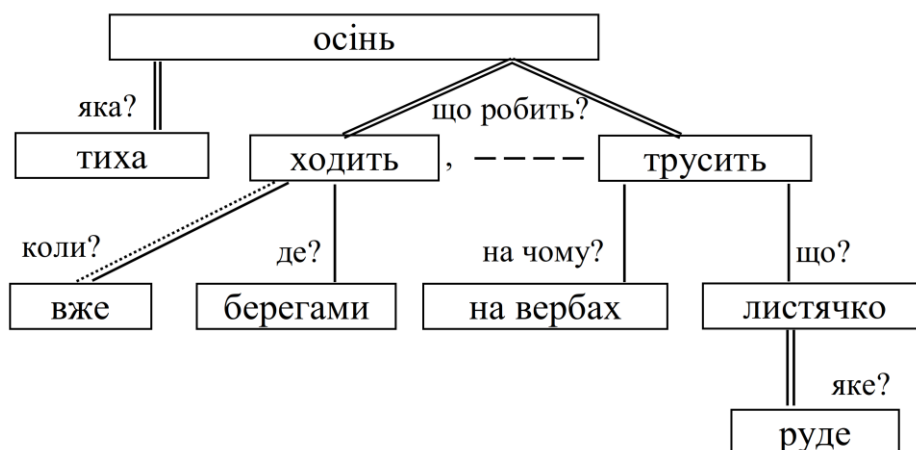 осінь
яка?
що робить?
тиха
ходить , – – – – трусить
коли?
де?
на чому?
що?
вже
берегами
на вербах
листячко
яке?
руде